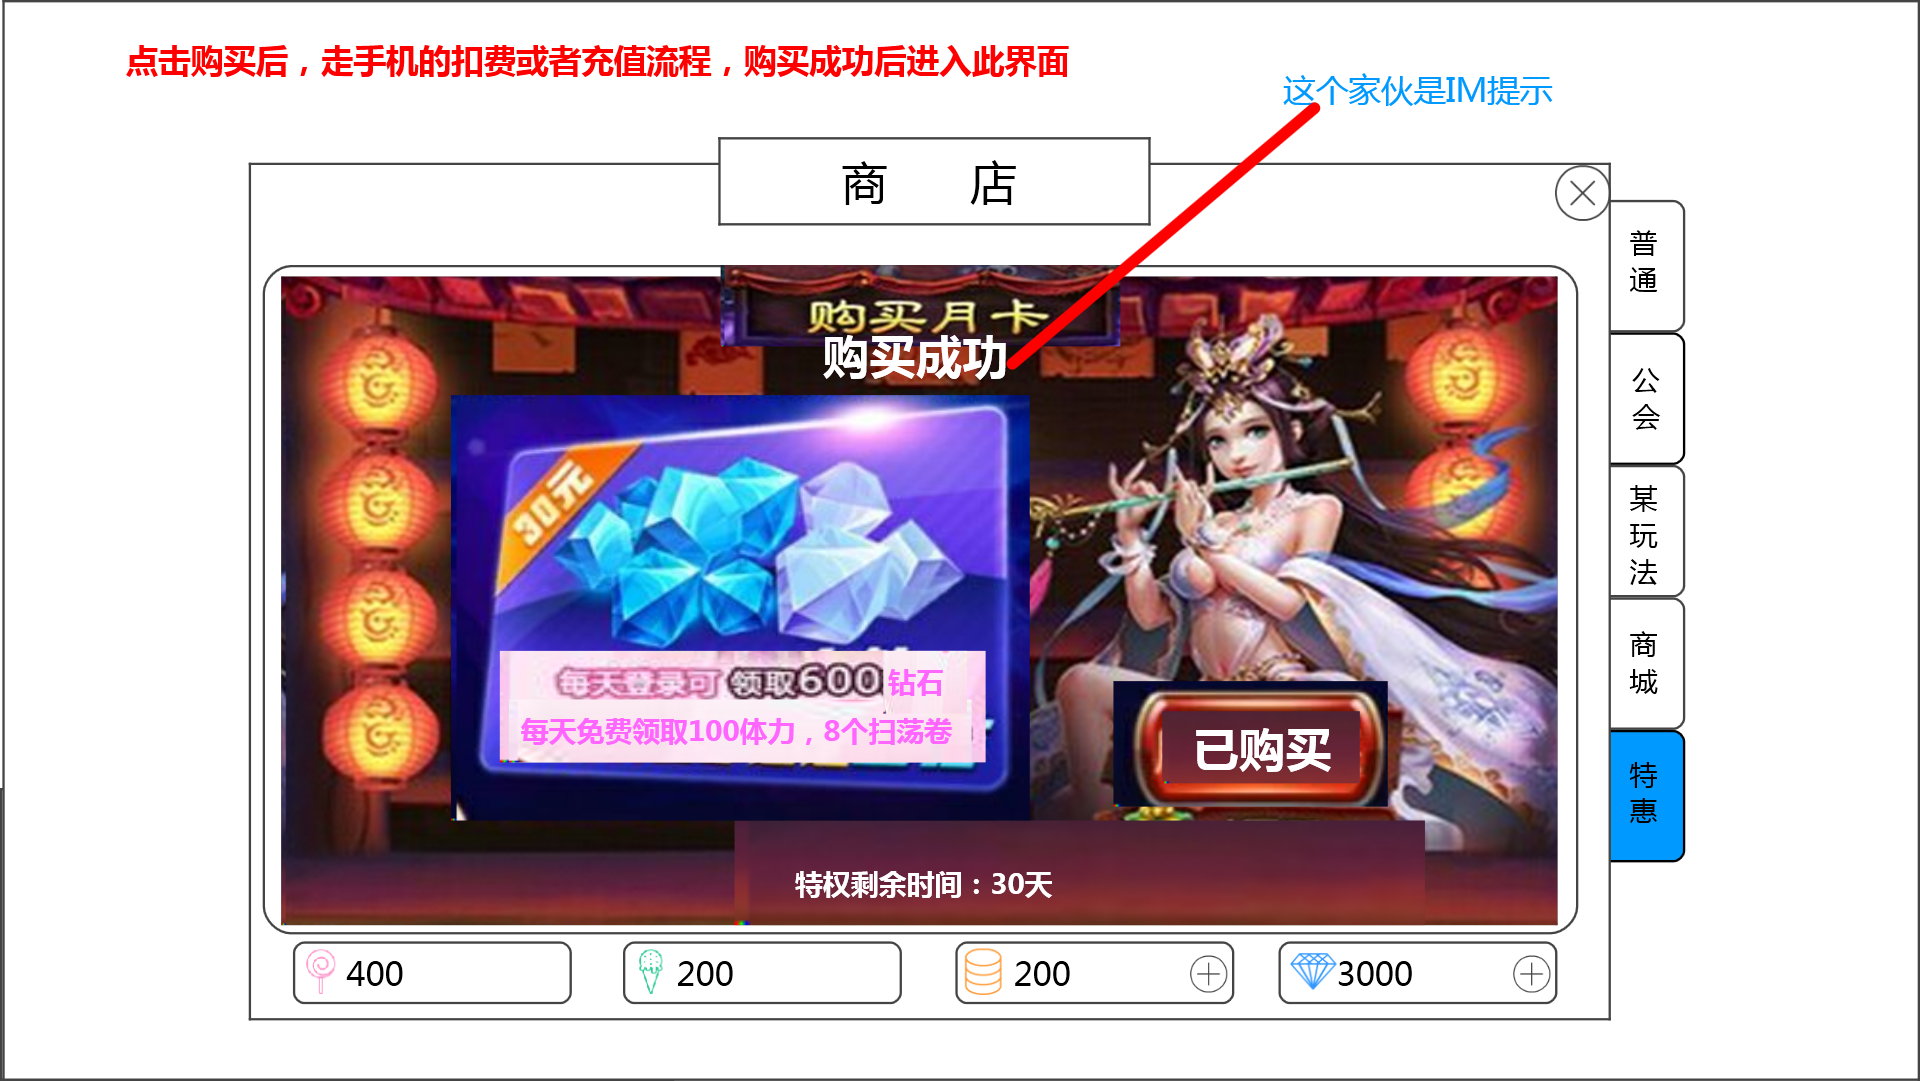 点击购买后，走手机的扣费或者充值流程，购买成功后进入此界面
这个家伙是IM提示
商 店
购买月卡
购买成功
30元
每天登录可 领取600 钻石
每天免费领取100体力，8个扫荡卷
已购买
特权剩余时间：30天
400
200
200
3000
普通
公会
某玩法
商城
特惠